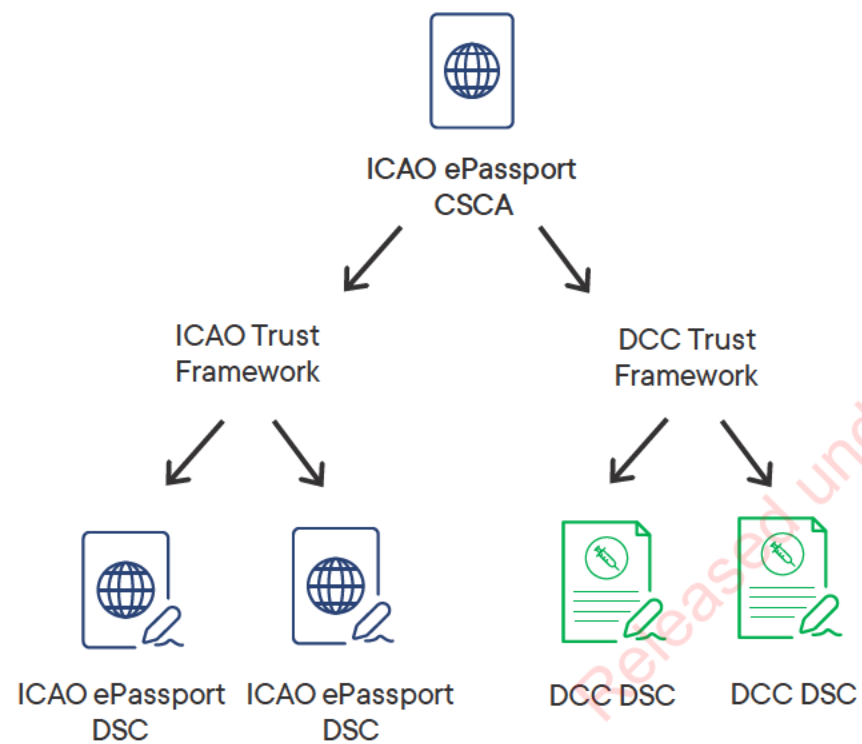 ICAO ePassport
CSCA
ICAO Trust
Framework
DCC Trust
Framework
Released und
ICAO ePassport
DSC
ICAO ePassport
DSC
DCC DSC
DCC DSC